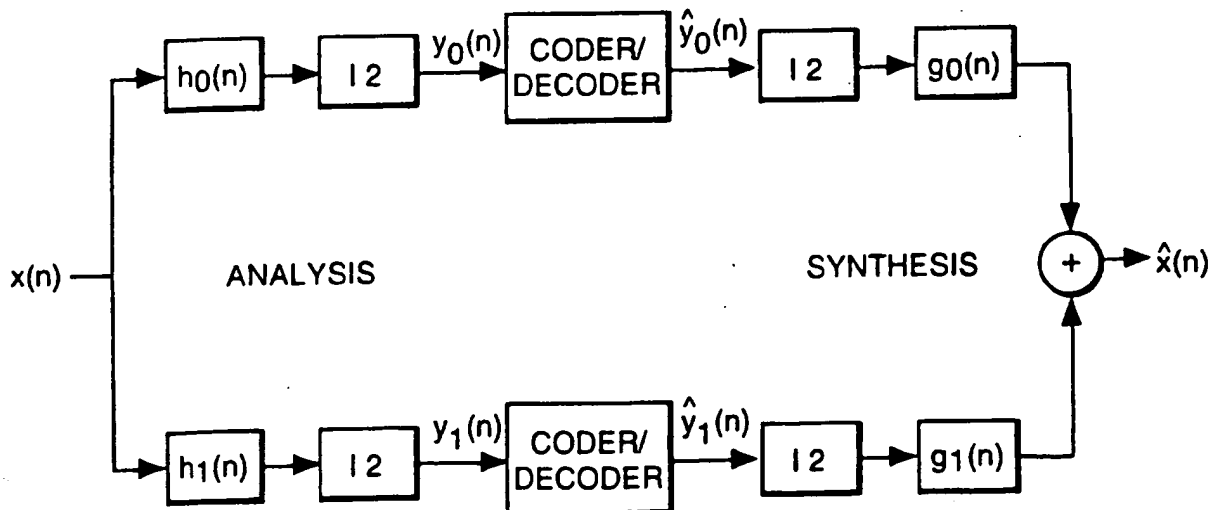 h0(n)
I 2
y0(n)
CODER/
DECODER
ŷ0(n)
I 2
g0(n)
x(n)
ANALYSIS
SYNTHESIS
+
x̂(n)
h1(n)
I 2
y1(n)
CODER/
DECODER
ŷ1(n)
I 2
g1(n)